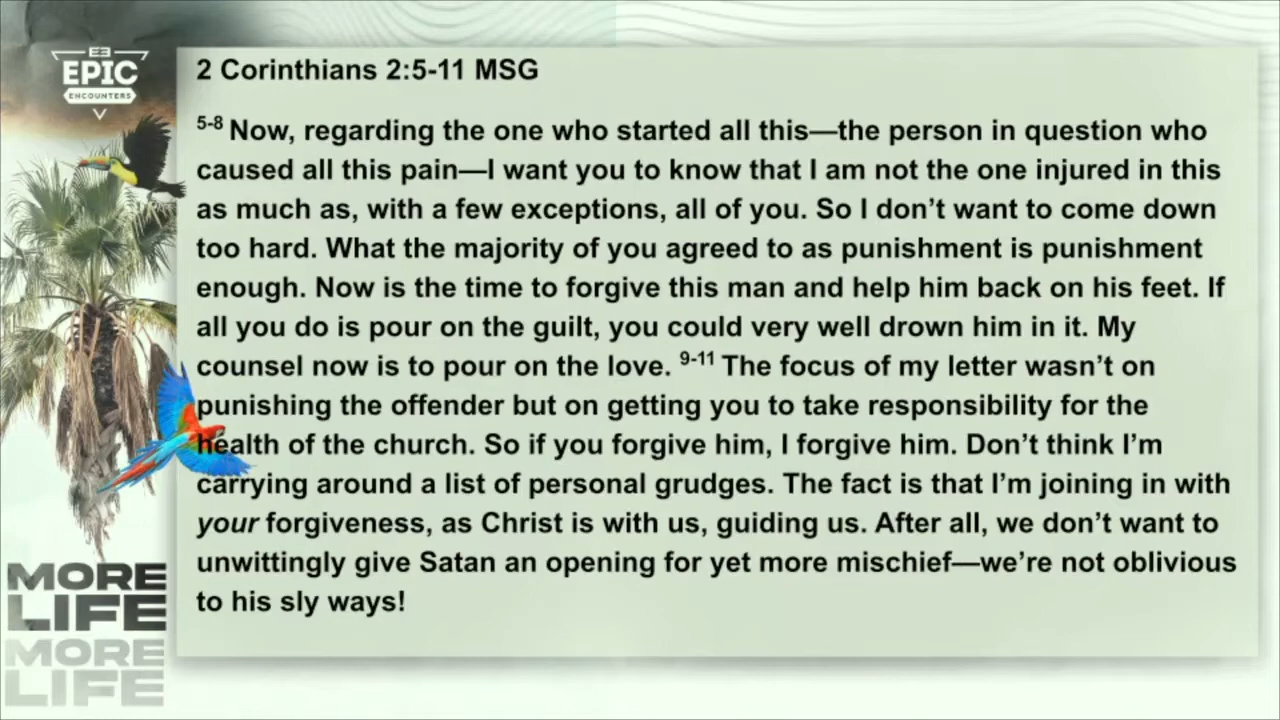 EE
EPIC
ENCOUNTERS
2 Corinthians 2:5-11 MSG
5-8 Now, regarding the one who started all this—the person in question who
caused all this pain—I want you to know that I am not the one injured in this
as much as, with a few exceptions, all of you. So I don’t want to come down
too hard. What the majority of you agreed to as punishment is punishment
enough. Now is the time to forgive this man and help him back on his feet. If
all you do is pour on the guilt, you could very well drown him in it. My
counsel now is to pour on the love. 9-11 The focus of my letter wasn’t on
punishing the offender but on getting you to take responsibility for the
health of the church. So if you forgive him, I forgive him. Don’t think I’m
carrying around a list of personal grudges. The fact is that I’m joining in with
your forgiveness, as Christ is with us, guiding us. After all, we don’t want to
unwittingly give Satan an opening for yet more mischief—we’re not oblivious
to his sly ways!
MORE
LIFE
MORE
LIFE